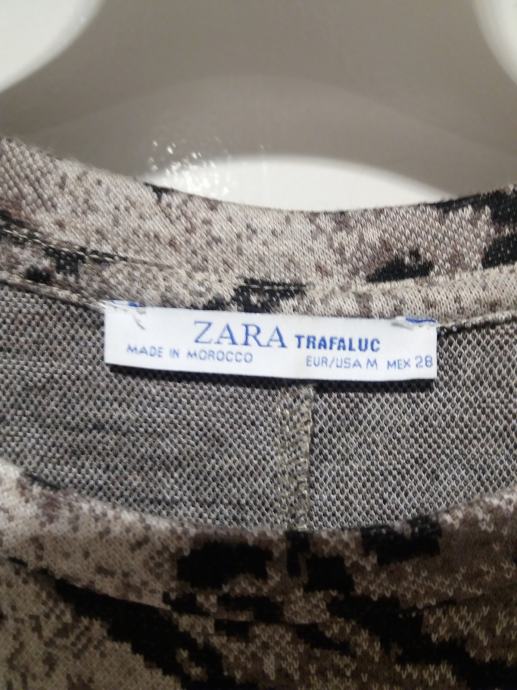 ZARA TRAFALUC
MADE IN MOROCCO EUR/USA M MEX 28